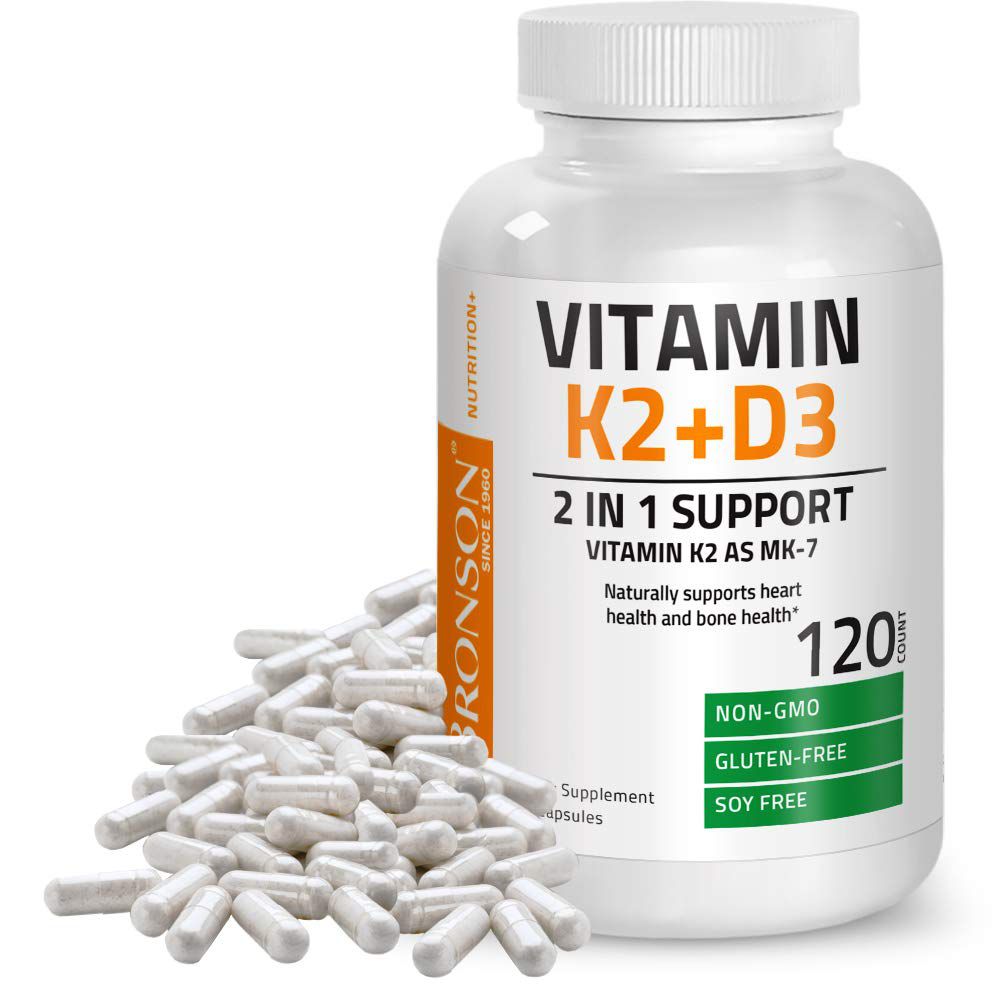 NUTRITION+
BRONSON®
SINCE 1960
VITAMIN
K2+D3
2 IN 1 SUPPORT
VITAMIN K2 AS MK-7
Naturally supports heart
health and bone health*
120 COUNT
NON-GMO
GLUTEN-FREE
SOY FREE
Supplement